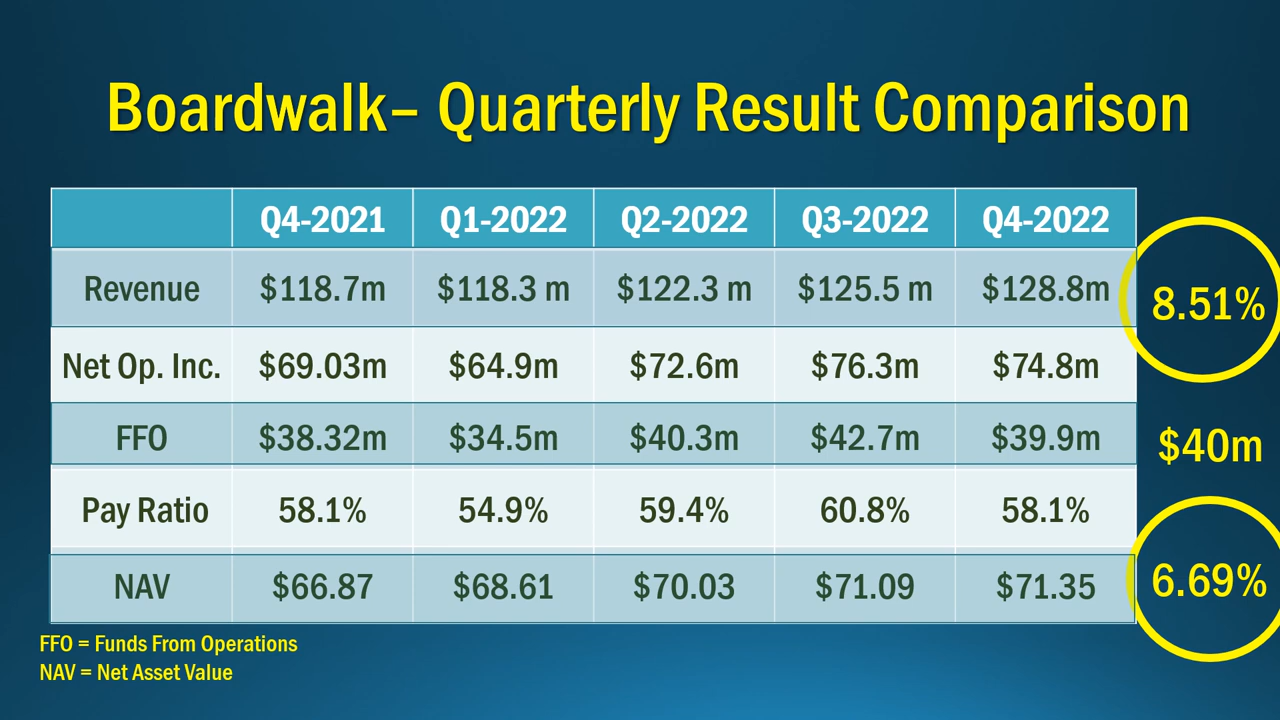 Boardwalk– Quarterly Result Comparison
Q4-2021 Q1-2022 Q2-2022 Q3-2022 Q4-2022
Revenue $118.7m $118.3 m $122.3 m $125.5 m $128.8m 8.51%
Net Op. Inc. $69.03m $64.9m $72.6m $76.3m $74.8m
FFO $38.32m $34.5m $40.3m $42.7m $39.9m $40m
Pay Ratio 58.1% 54.9% 59.4% 60.8% 58.1%
NAV $66.87 $68.61 $70.03 $71.09 $71.35 6.69%
FFO = Funds From Operations
NAV = Net Asset Value